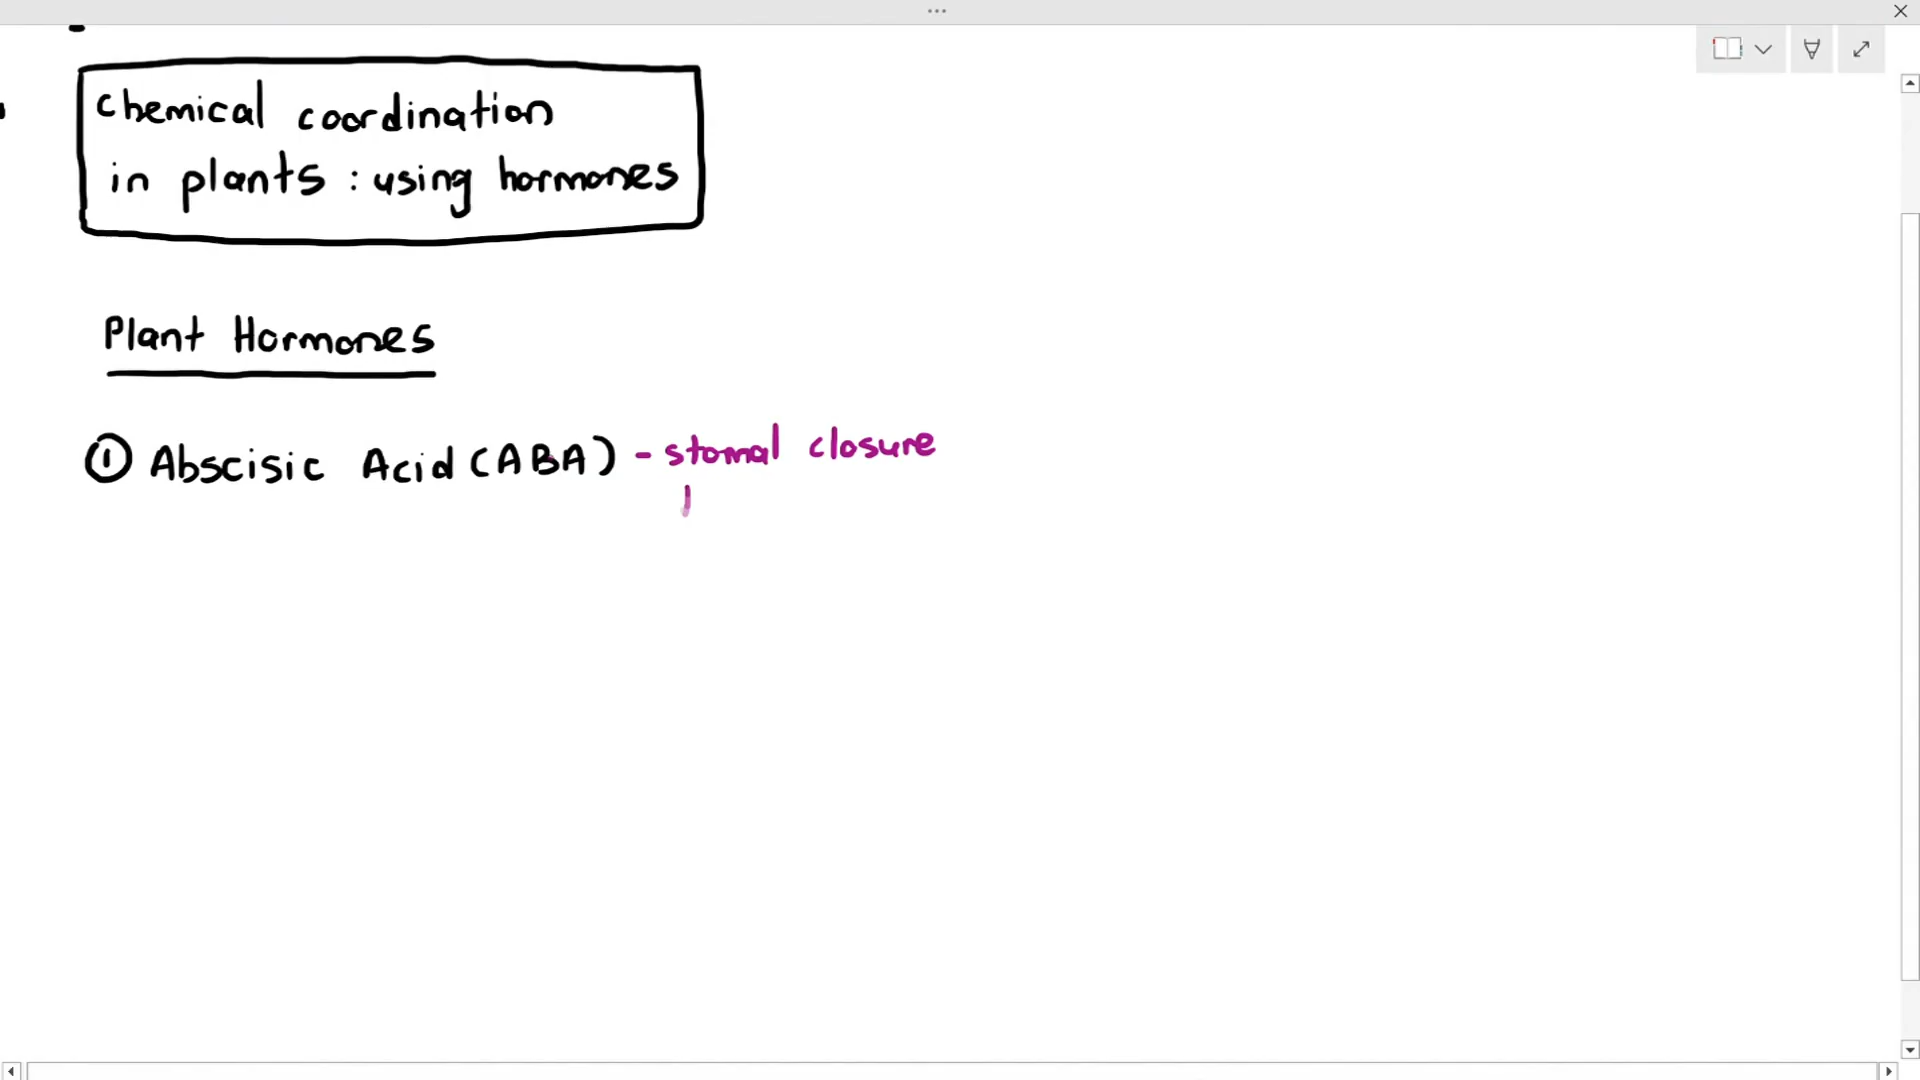 chemical coordination
in plants : using hormones
Plant Hormones
① Abscisic Acid (ABA) - stomal closure